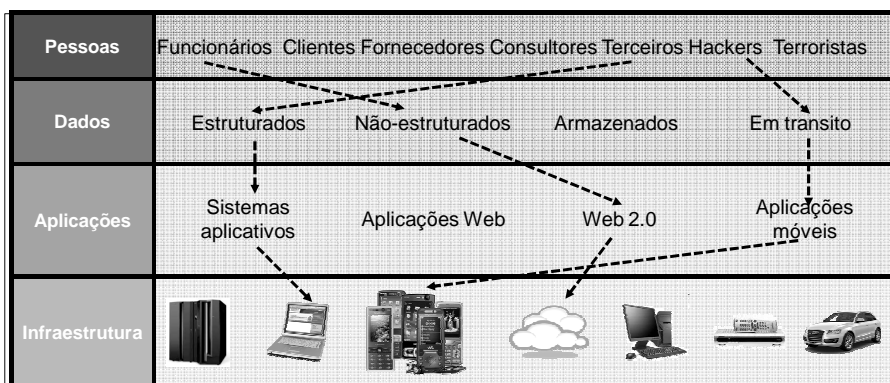 Pessoas Funcionários Clientes Fornecedores Consultores Terceiros Hackers Terroristas
Dados Estruturados Não-estruturados Armazenados Em transito
Aplicações Sistemas aplicativos Aplicações Web Web 2.0 Aplicações móveis
Infraestrutura